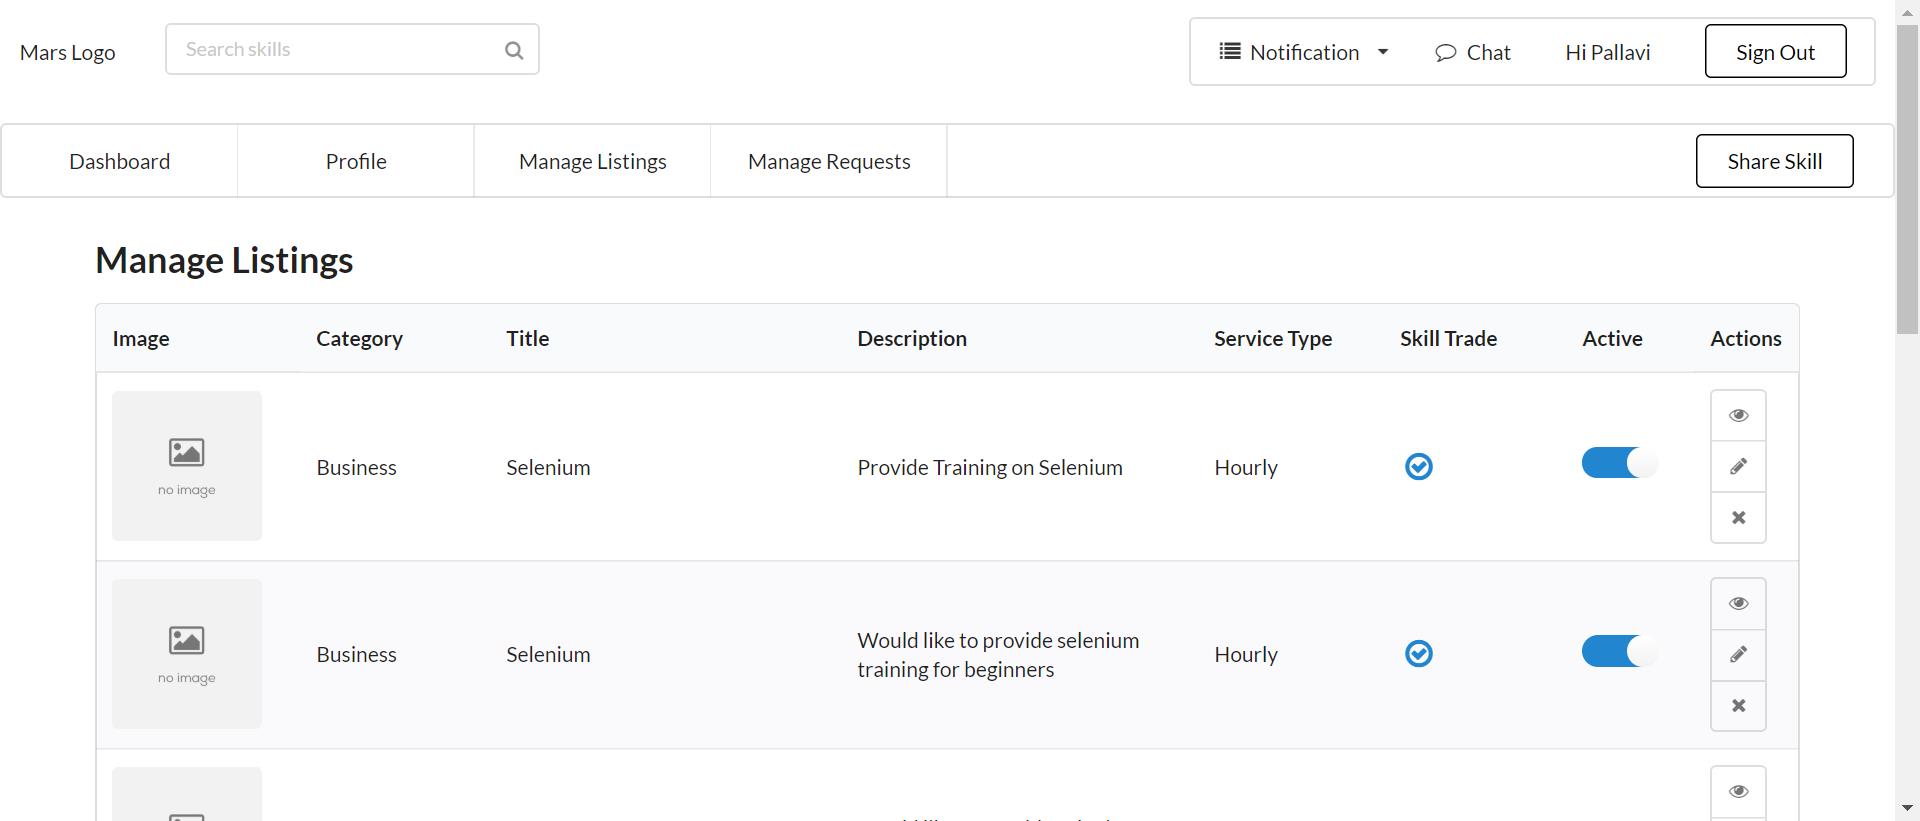 Mars Logo
Search skills
Notification
Chat
Hi Pallavi
Sign Out
Dashboard
Profile
Manage Listings
Manage Requests
Share Skill
Manage Listings
Image Category Title Description Service Type Skill Trade Active Actions
no image
Business Selenium Provide Training on Selenium Hourly
no image
Business Selenium Would like to provide selenium
training for beginners Hourly